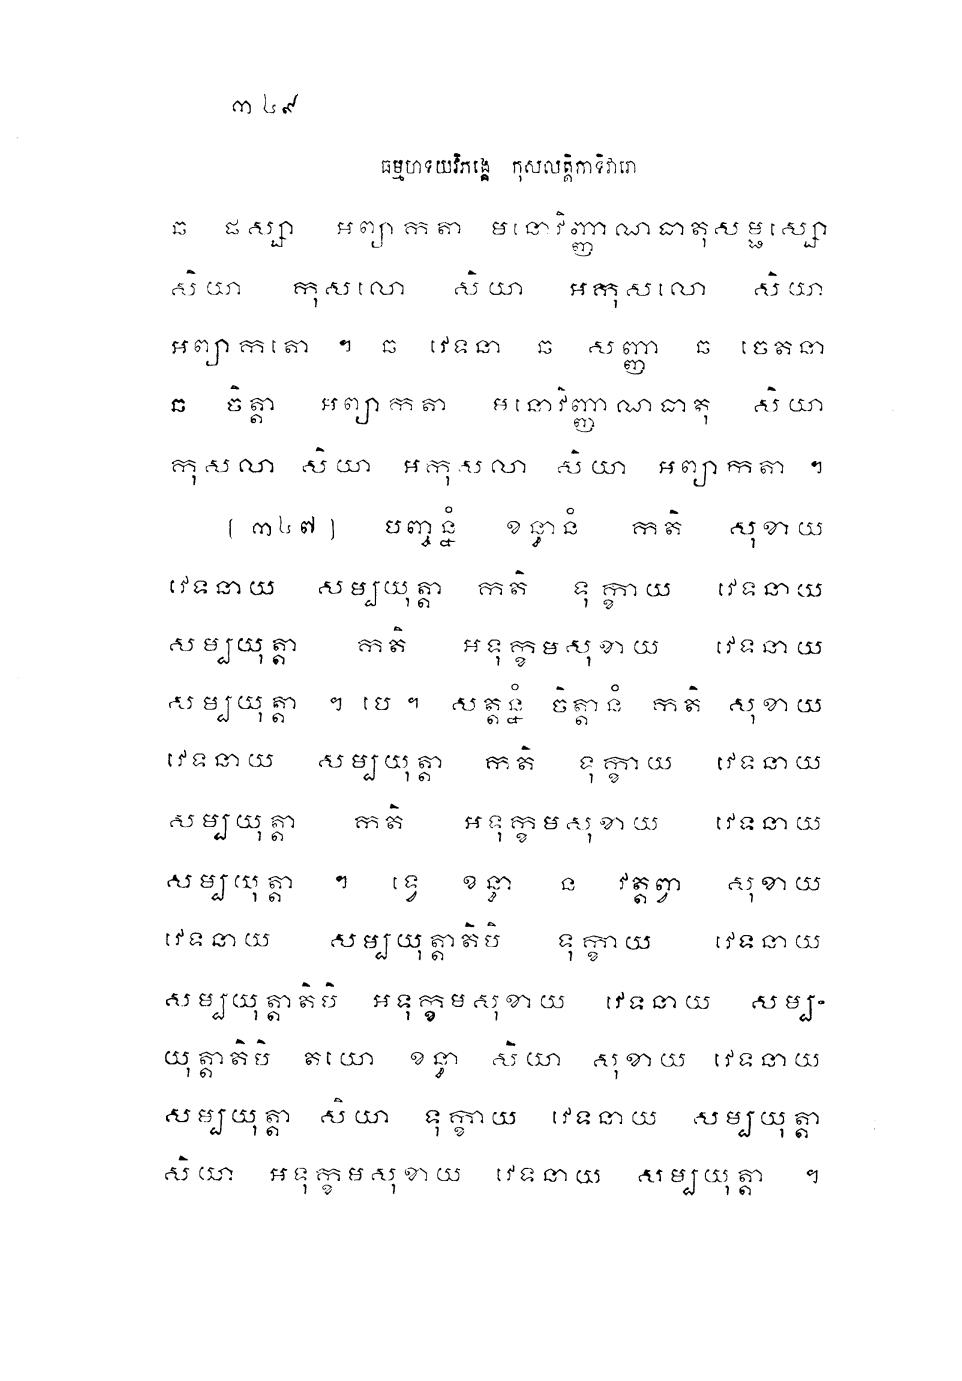 ៣៤៩
ធម្មហទយវិភង្គេ កុសលត្តិកាទិវារោ
ឆ ផស្សា អព្យាកតា មនោវិញ្ញាណធាតុសម្ផស្សោ
សិយា កុសលោ សិយា អកុសលោ សិយា
អព្យាកតោ ។ ឆ វេទនា ឆ សញ្ញា ឆ ចេតនា
ឆ ចិត្តា អព្យាកតា មនោវិញ្ញាណធាតុ សិយា
កុសលា សិយា អកុសលា សិយា អព្យាកតា ។
(៣៤៧) បញ្ចន្នំ ខន្ធានំ កតិ សុខាយ
វេទនាយ សម្បយុត្តា កតិ ទុក្ខាយ វេទនាយ
សម្បយុត្តា កតិ អទុក្ខមសុខាយ វេទនាយ
សម្បយុត្តា ។ បេ ។ សត្តន្នំ ចិត្តានំ កតិ សុខាយ
វេទនាយ សម្បយុត្តា កតិ ទុក្ខាយ វេទនាយ
សម្បយុត្តា កតិ អទុក្ខមសុខាយ វេទនាយ
សម្បយុត្តា ។ ទ្វេ ខន្ធា ន វត្តព្វា សុខាយ
វេទនាយ សម្បយុត្តាតិបិ ទុក្ខាយ វេទនាយ
សម្បយុត្តាតិបិ អទុក្ខមសុខាយ វេទនាយ សម្ប-
យុត្តាតិបិ តយោ ខន្ធា សិយា សុខាយ វេទនាយ
សម្បយុត្តា សិយា ទុក្ខាយ វេទនាយ សម្បយុត្តា
សិយា អទុក្ខមសុខាយ វេទនាយ សម្បយុត្តា ។